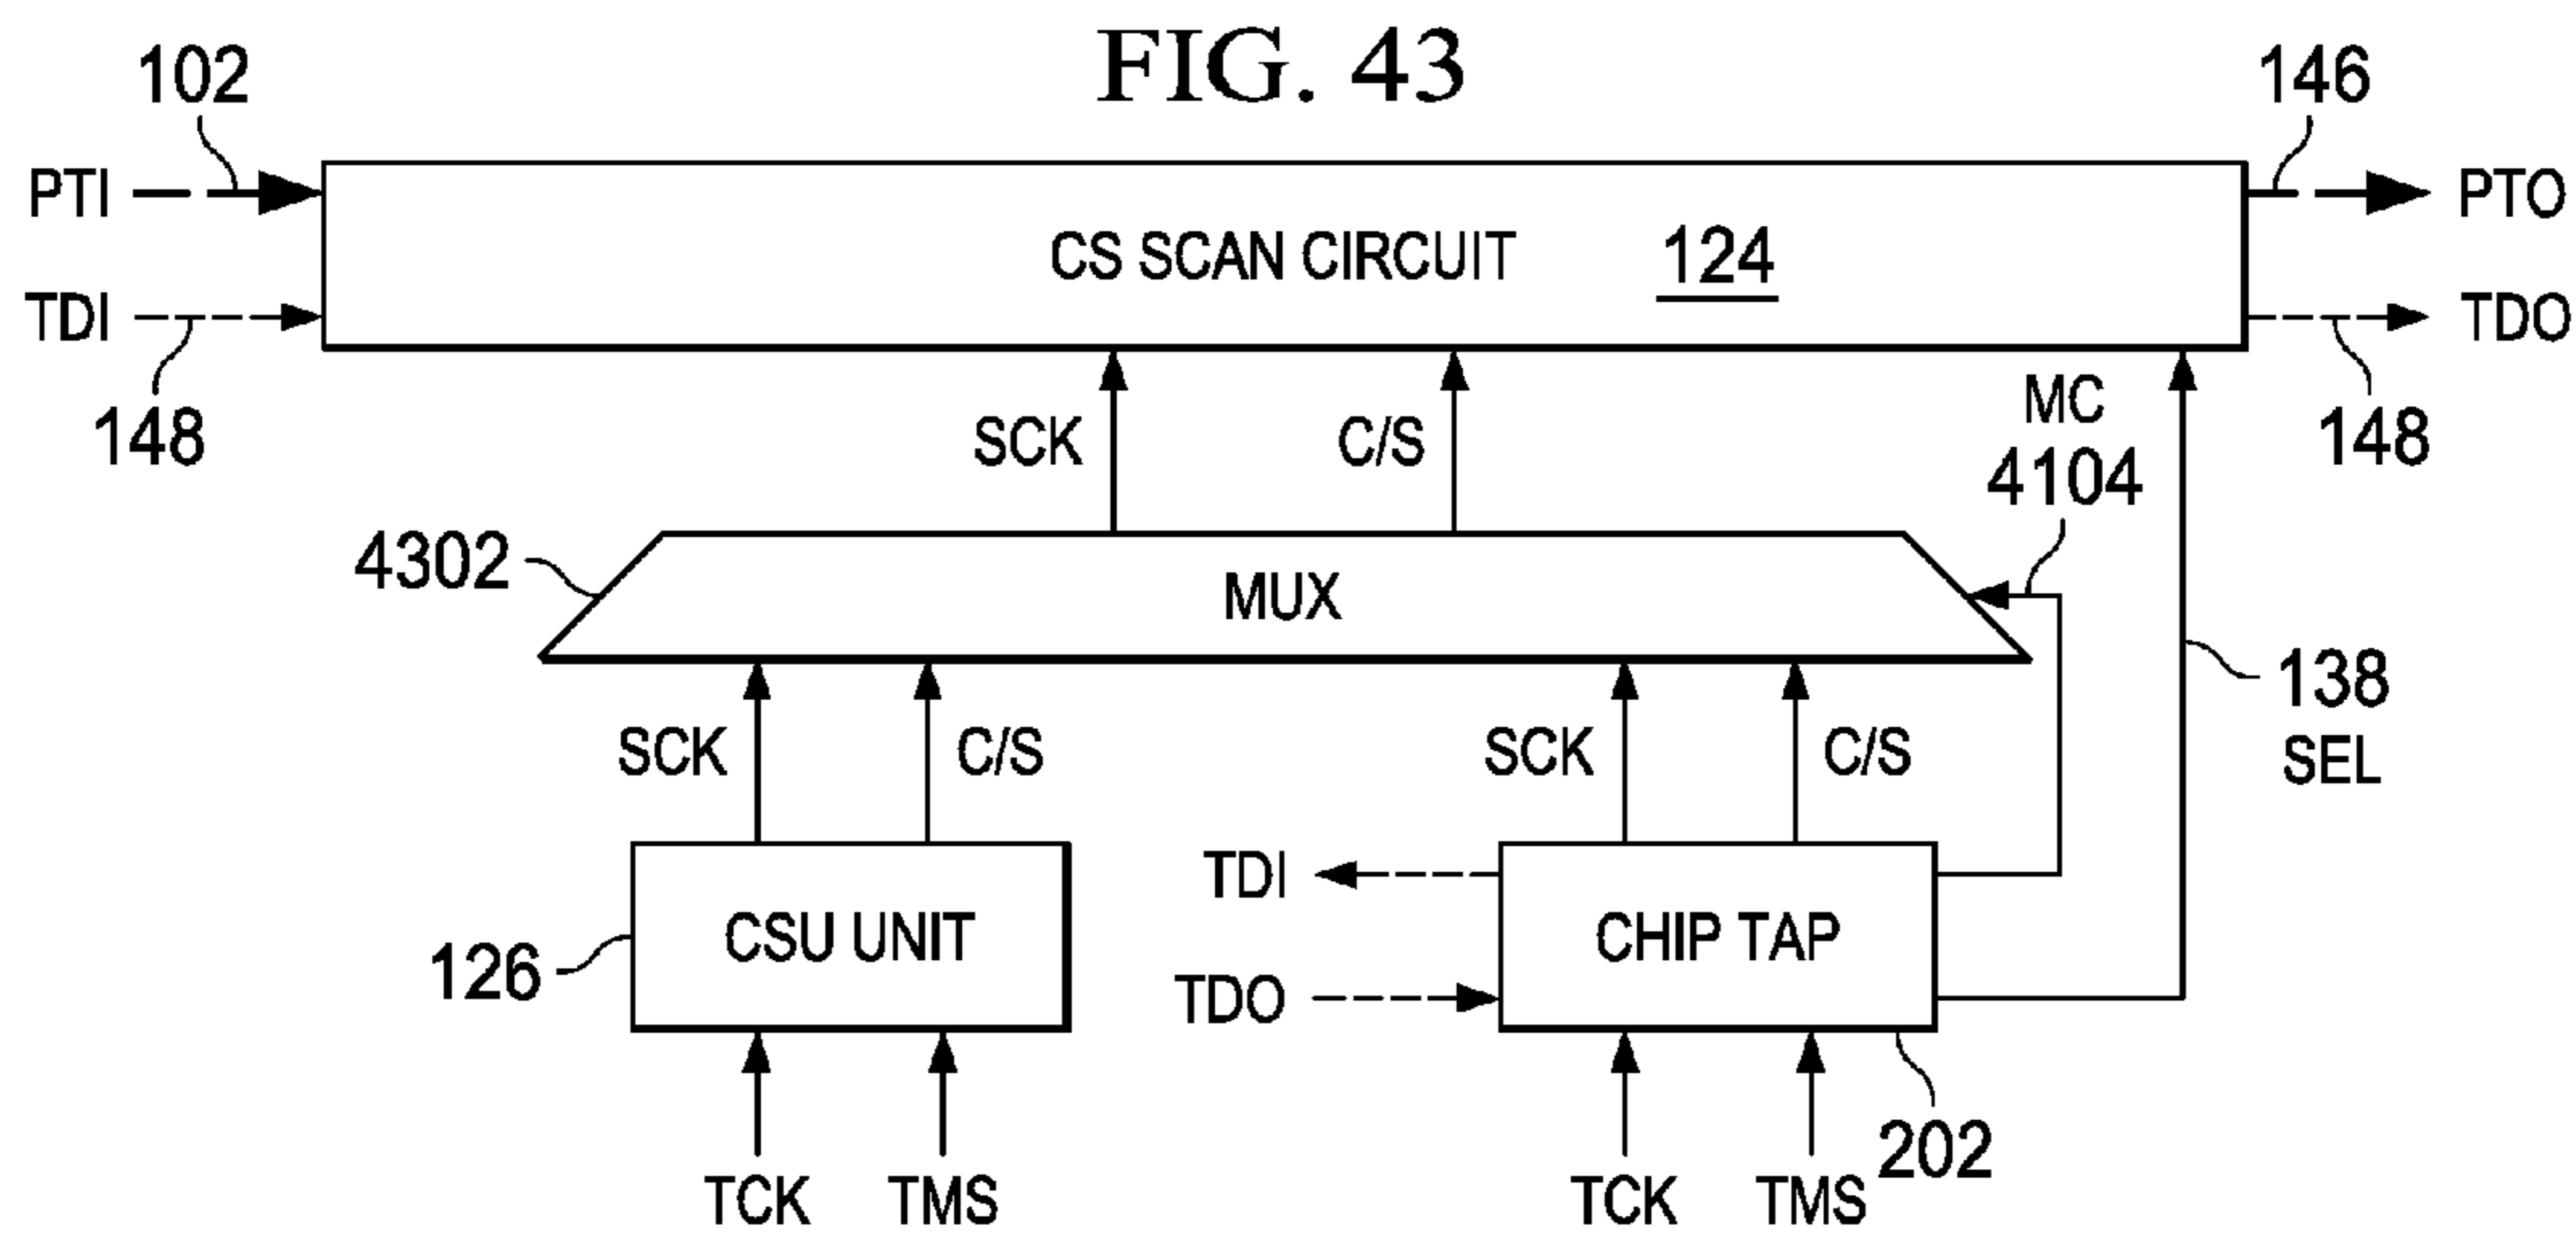 FIG. 43
102
146
PTI
PTO
CS SCAN CIRCUIT 124
TDI
TDO
148
SCK
C/S
MC
4104
148
4302
MUX
138
SEL
SCK
C/S
SCK
C/S
TDI
CSU UNIT
CHIP TAP
126
TDO
202
TCK
TMS
TCK
TMS